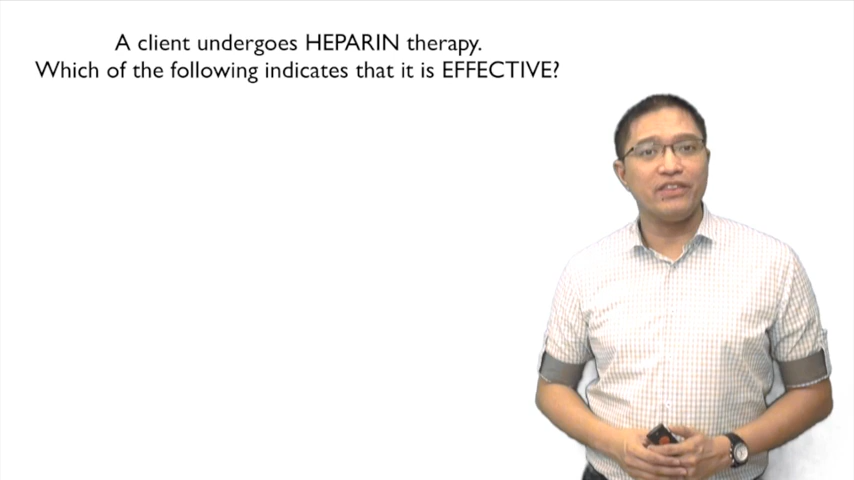 A client undergoes HEPARIN therapy.
Which of the following indicates that it is EFFECTIVE?